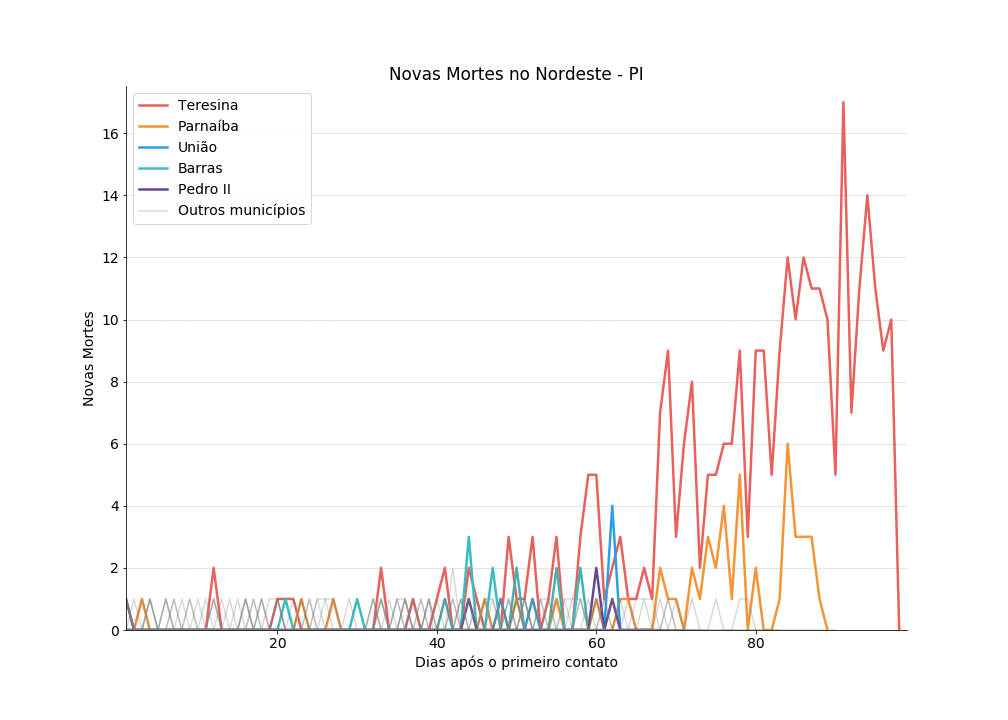 Novas Mortes no Nordeste - PI
Teresina
Parnaíba
União
Barras
Pedro II
Outros municípios
Novas Mortes
16
14
12
10
8
6
4
2
0
20 40 60 80
Dias após o primeiro contato